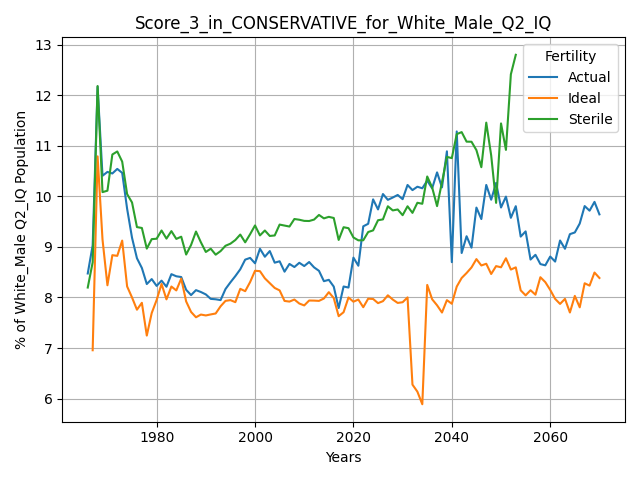 Score_3_in_CONSERVATIVE_for_White_Male_Q2_IQ
% of White_Male Q2_IQ Population
13
12
11
10
9
8
7
6
Fertility
Actual
Ideal
Sterile
1980
2000
2020
2040
2060
Years